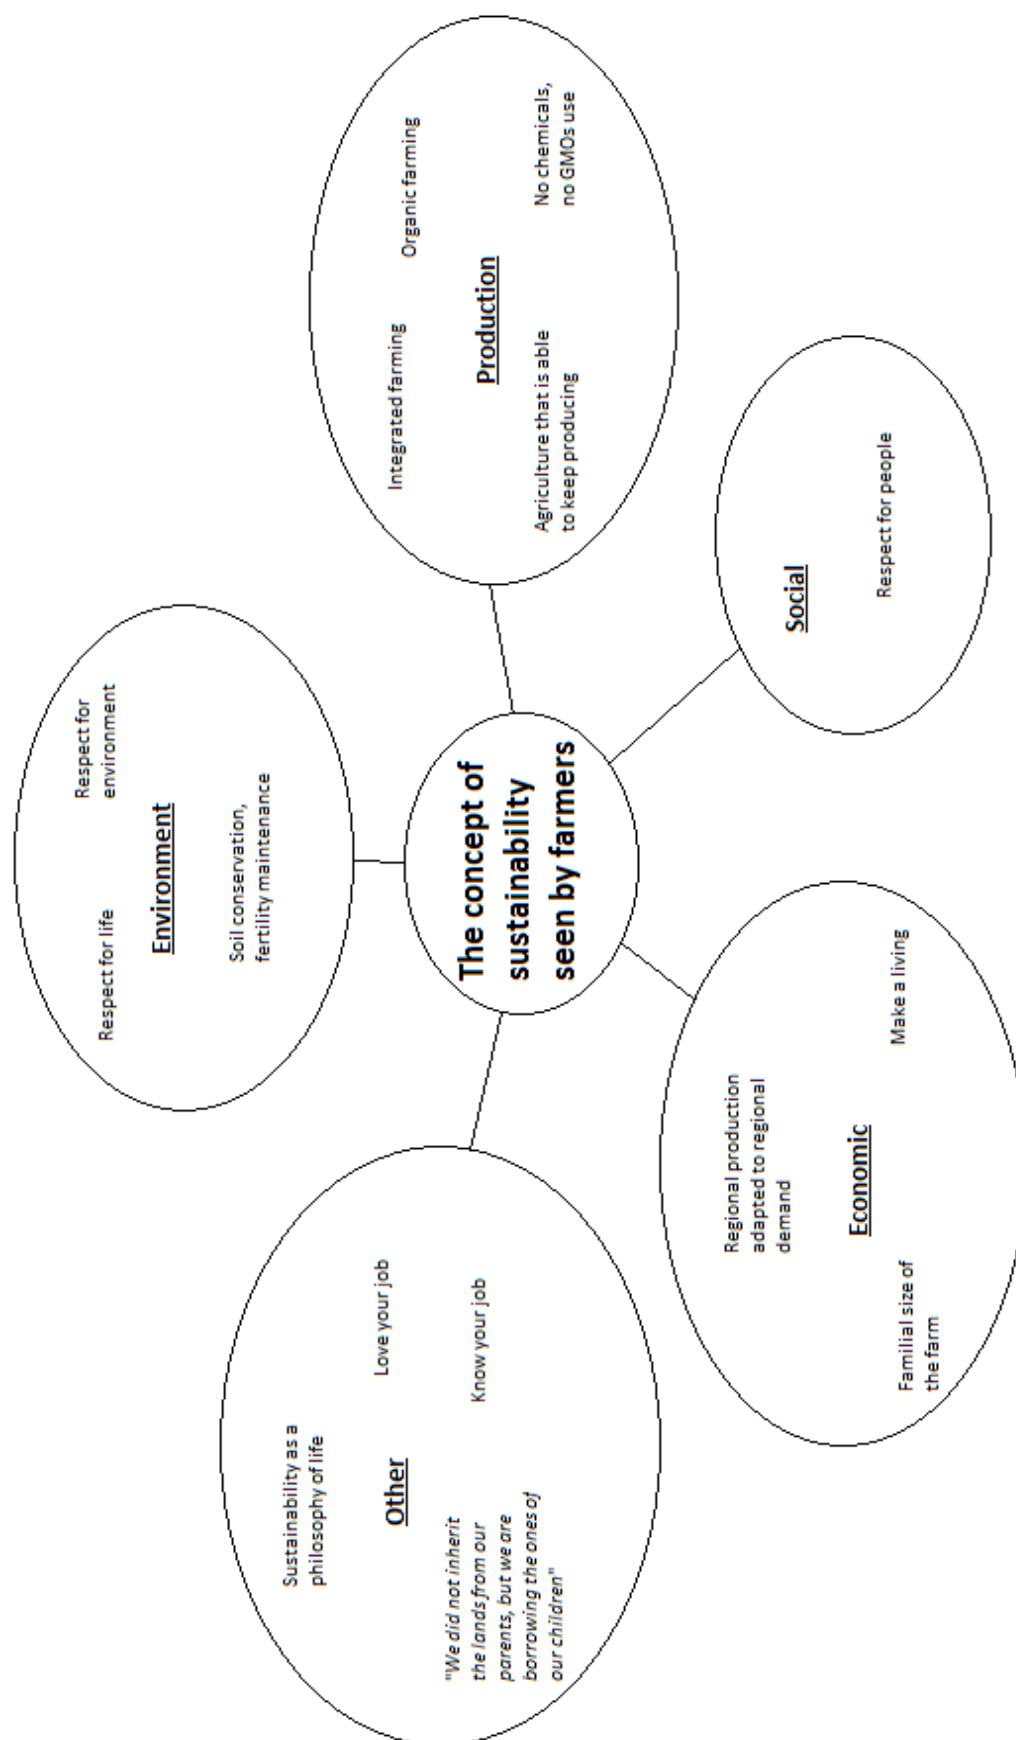 Respect for life
Respect for
environment
Environment
Soil conservation,
fertility maintenance
Sustainability as a
philosophy of life
Love your job
Other
Know your job
"We did not inherit
the lands from our
parents, but we are
borrowing the ones of
our children"
The concept of
sustainability
seen by farmers
Integrated farming
Organic farming
Production
Agriculture that is able
to keep producing
No chemicals,
no GMOs use
Regional production
adapted to regional
demand
Economic
Familial size of
the farm
Make a living
Social
Respect for people